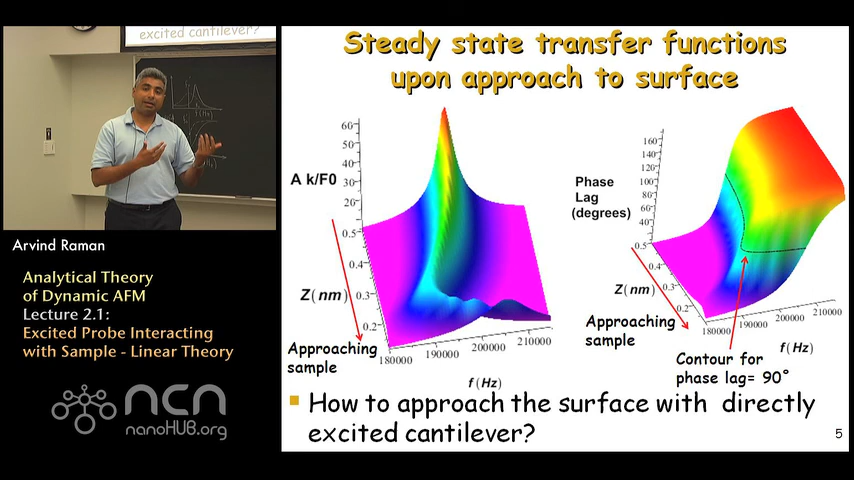 excited cantilever?
Arvind Raman
Analytical Theory
of Dynamic AFM
Lecture 2.1:
Excited Probe Interacting
with Sample - Linear Theory
ncn
nanoHUB.org
Steady state transfer functions
upon approach to surface
A k/F0
60
50
40
30
20
0.5
0.4
0.3
0.2
Z(nm)
Approaching
sample
180000
190000
200000
210000
f(Hz)
Phase
Lag
(degrees)
160
140
120
100
80
60
40
0.5
0.4
0.3
0.2
Z(nm)
Approaching
sample
180000
190000
200000
210000
f(Hz)
Contour for
phase lag= 90°
How to approach the surface with directly
excited cantilever?
5